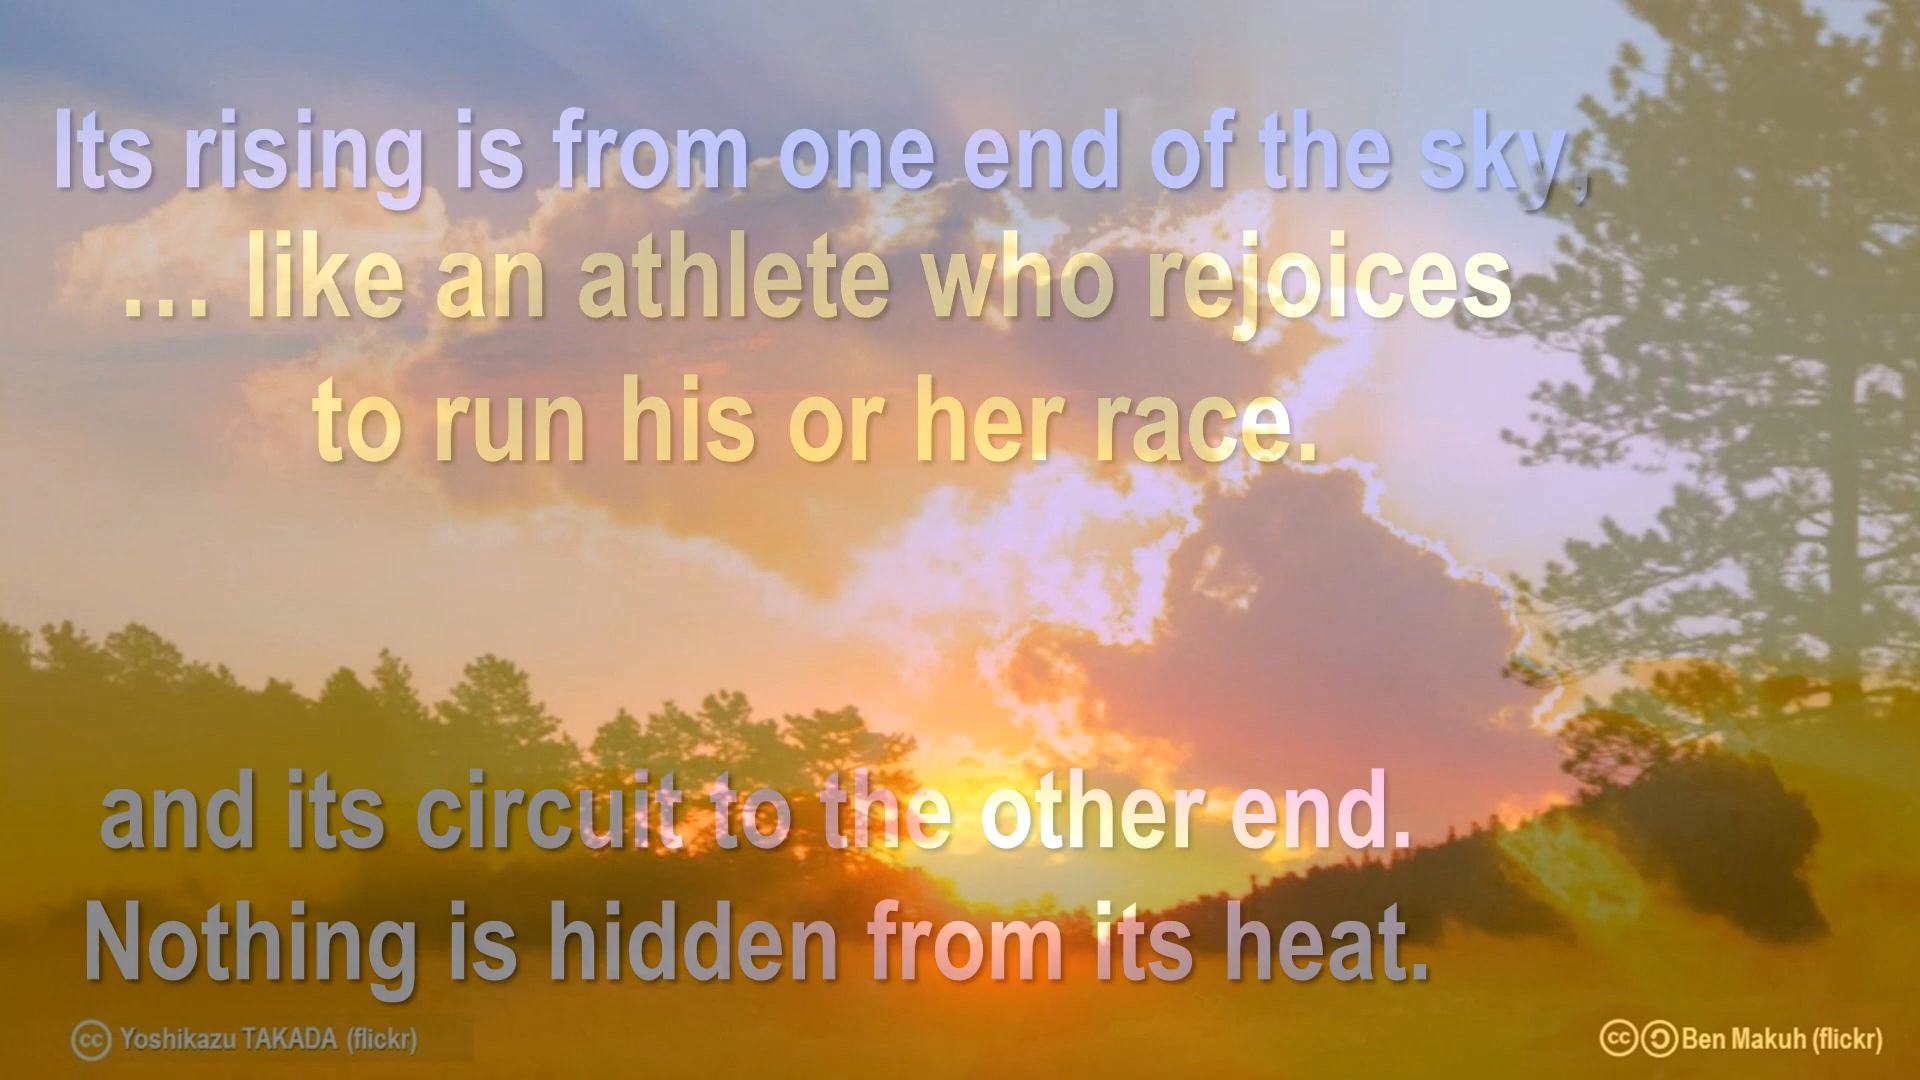 Its rising is from one end of the sky,
… like an athlete who rejoices
to run his or her race.
and its circuit to the other end.
Nothing is hidden from its heat.
cc Yoshikazu TAKADA (flickr)
cc Ben Makuh (flickr)